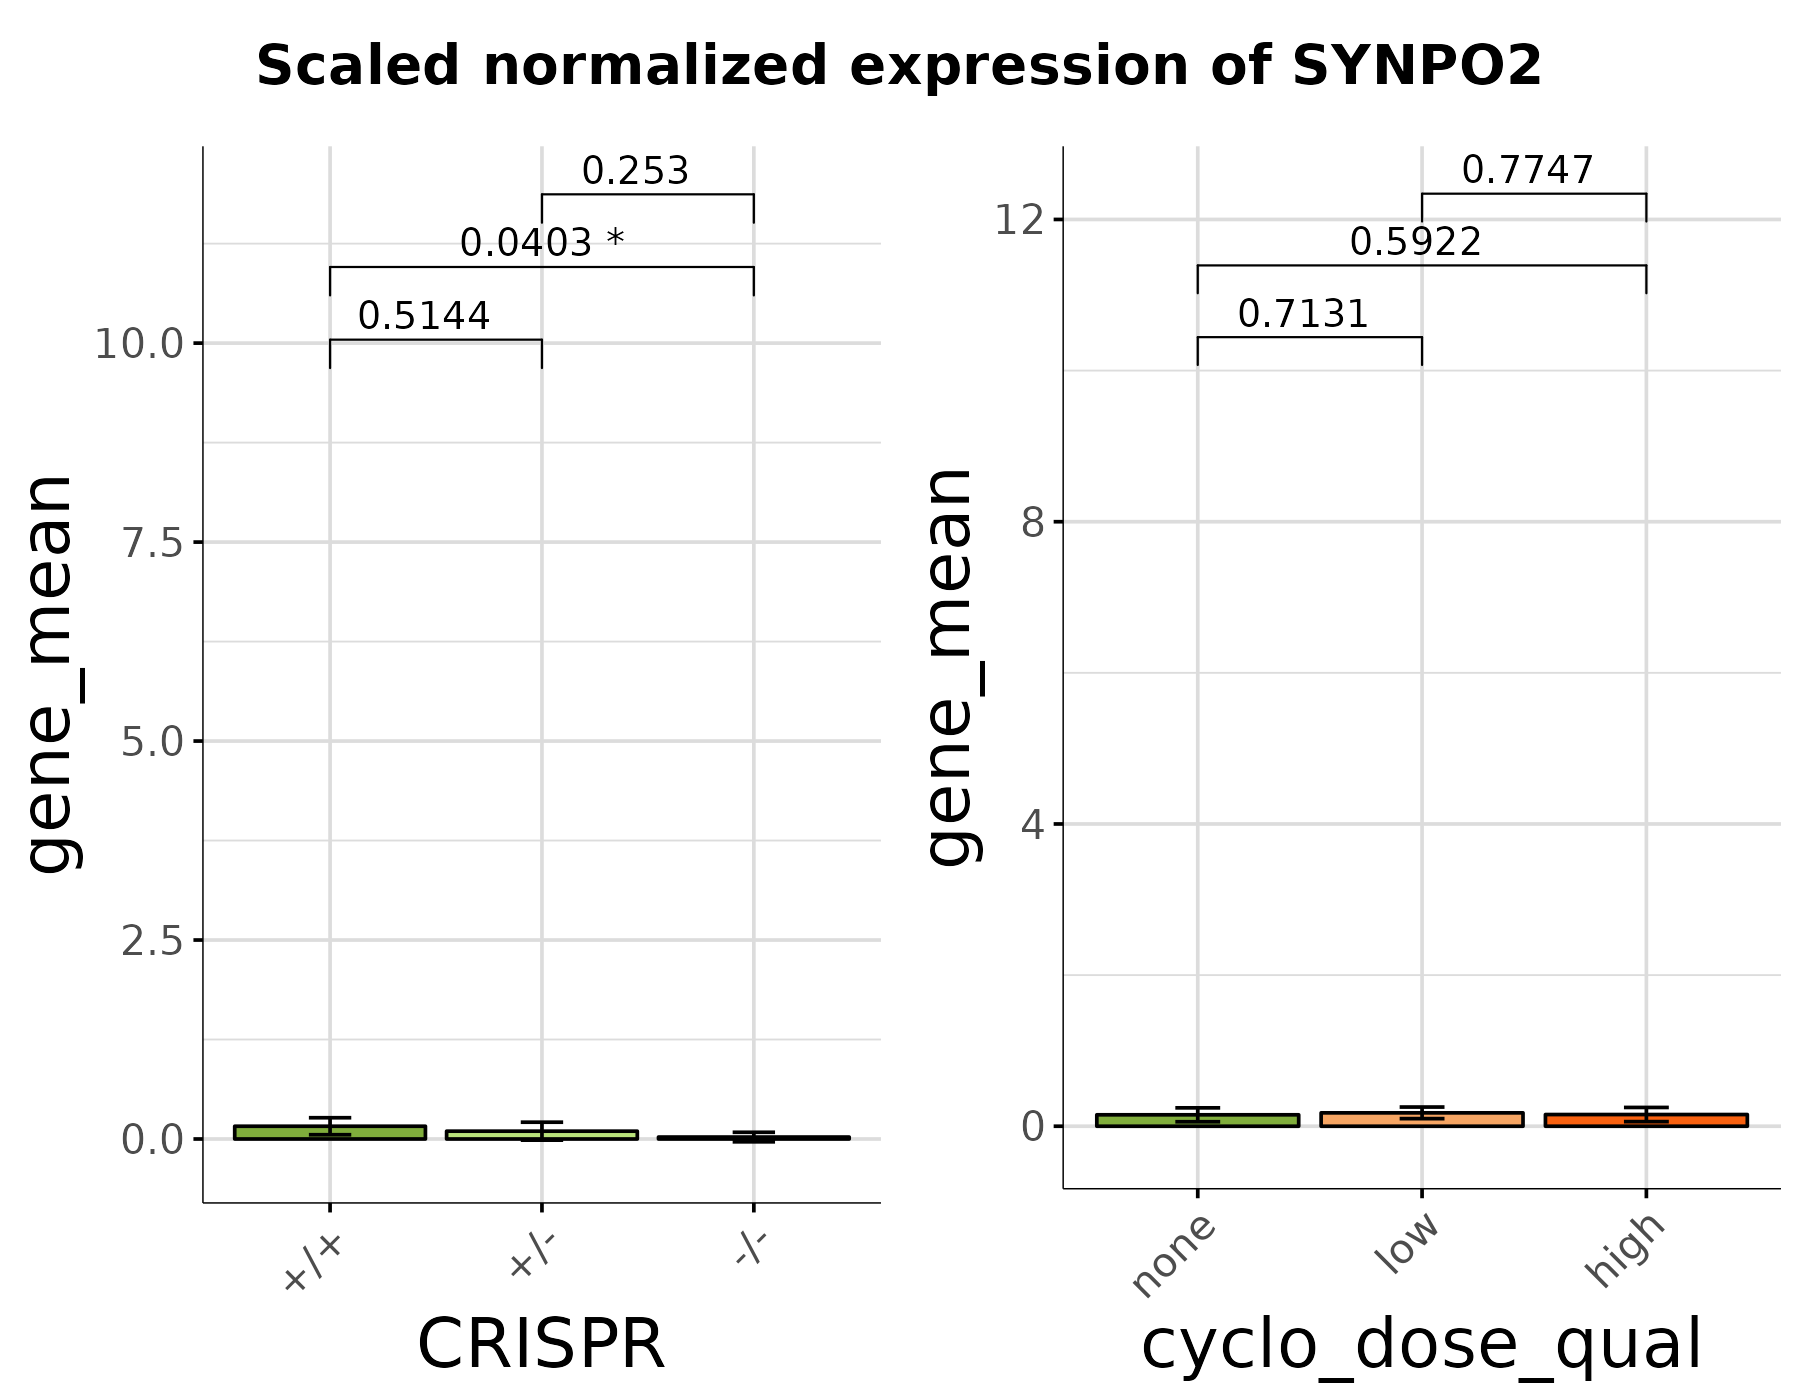 Scaled normalized expression of SYNPO2
gene_mean
10.0
7.5
5.0
2.5
0.0
0.253
0.0403 *
0.5144
+/+
+/-
-/-
CRISPR
gene_mean
12
8
4
0
0.7747
0.5922
0.7131
none
low
high
cyclo_dose_qual